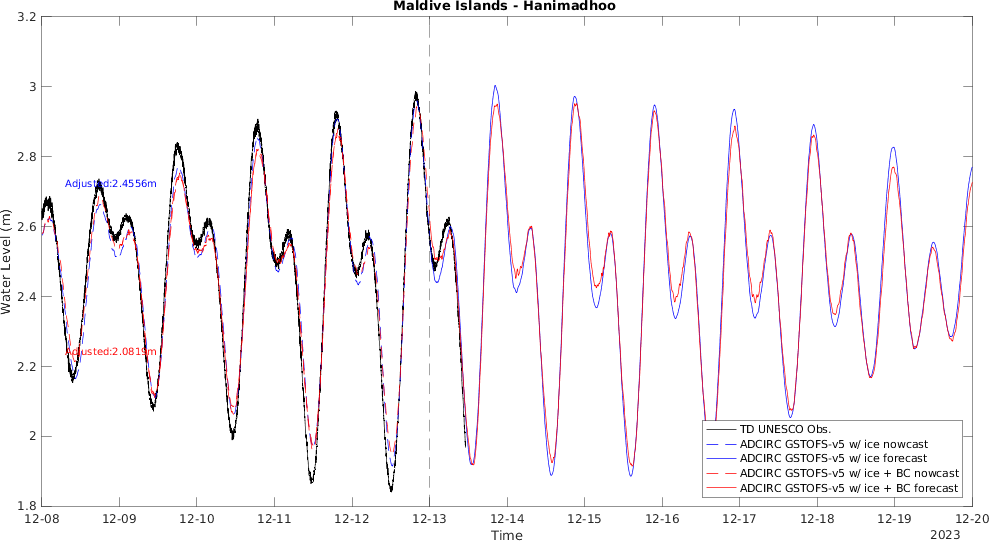 Maldive Islands - Hanimadhoo
3.2
3
2.8
2.6
2.4
2.2
2
1.8
Water Level (m)
Adjusted:2.4556m
Adjusted:2.0819m
TD UNESCO Obs.
ADCIRC GSTOFS-v5 w/ ice nowcast
ADCIRC GSTOFS-v5 w/ ice forecast
ADCIRC GSTOFS-v5 w/ ice + BC nowcast
ADCIRC GSTOFS-v5 w/ ice + BC forecast
12-08 12-09 12-10 12-11 12-12 12-13 12-14 12-15 12-16 12-17 12-18 12-19 12-20
Time
2023